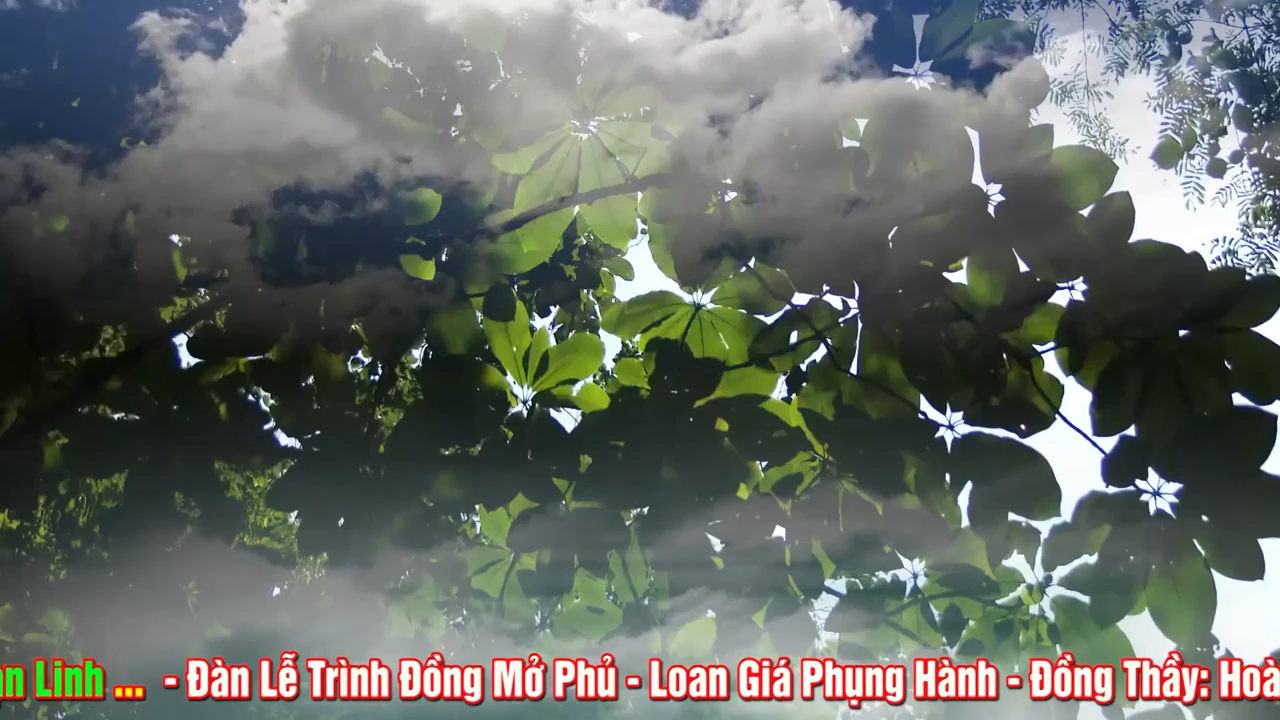 Linh ... - Đàn Lễ Trình Đồng Mở Phủ - Loan Giá Phụng Hành - Đồng Thầy: